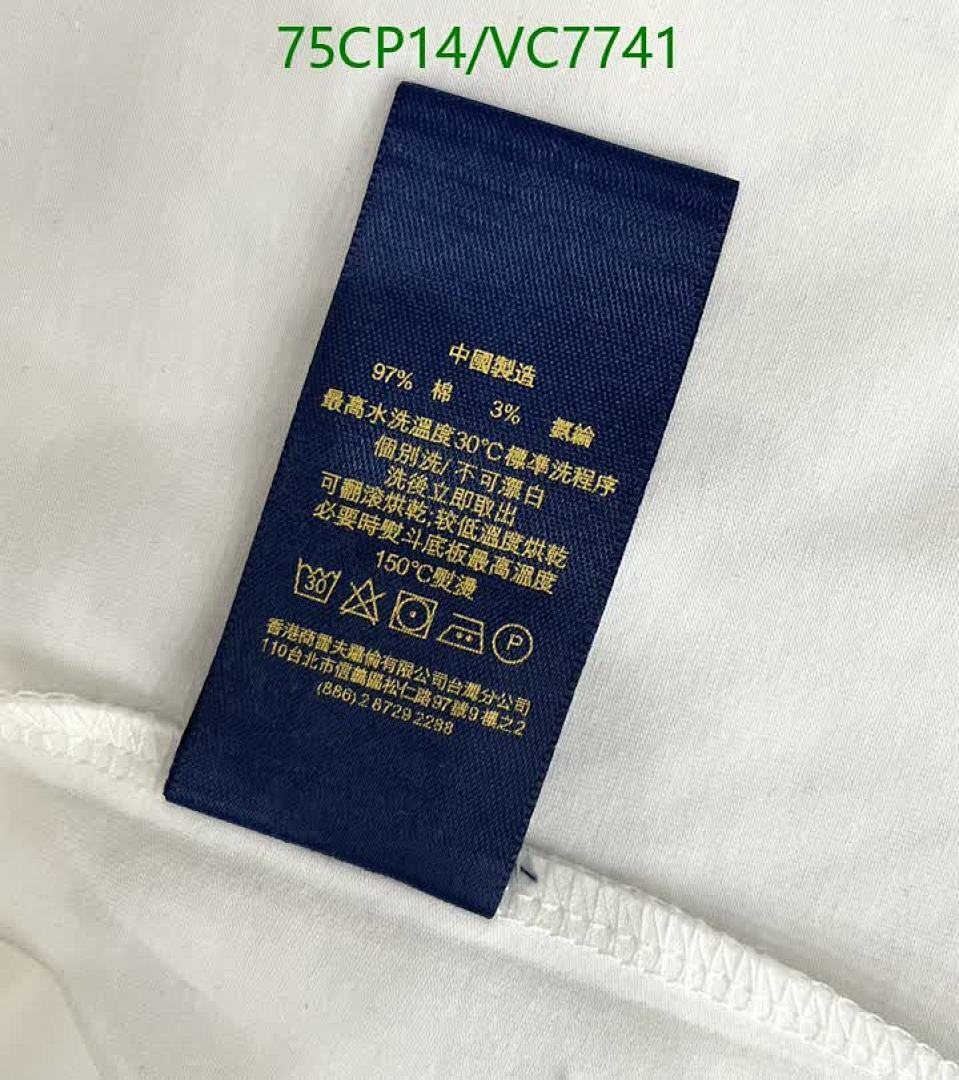 75CP14/VC7741
中國製造
97% 棉 3% 氨綸
最高水洗溫度30°C標準洗程序
個別洗/不可漂白
洗後立即取出
可翻滾烘乾;较低溫度烘乾
必要時熨斗底板最高溫度
150°C熨燙
30 P
香港商雷夫羅倫有限公司台灣分公司
110台北市信義區松仁路97號9樓之2
(886)2 8729 2288